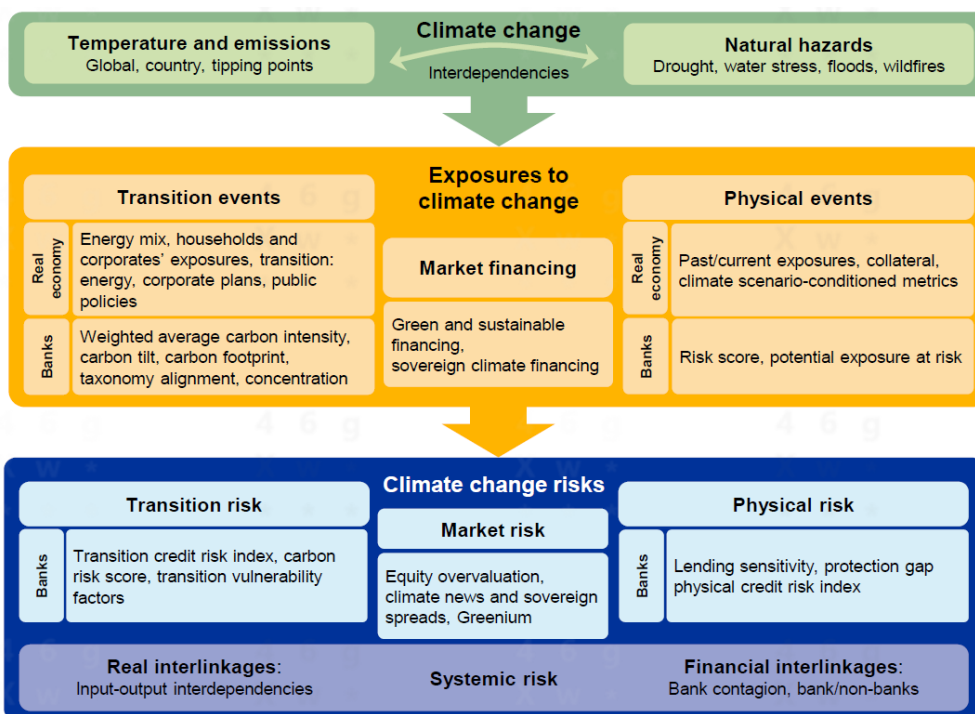 Climate change
Temperature and emissions
Global, country, tipping points
Interdependencies
Natural hazards
Drought, water stress, floods, wildfires
Exposures to
climate change
Transition events
Real
economy
Energy mix, households and
corporates’ exposures, transition:
energy, corporate plans, public
policies
Banks
Weighted average carbon intensity,
carbon tilt, carbon footprint,
taxonomy alignment, concentration
Market financing
Green and sustainable
financing,
sovereign climate financing
Physical events
Real
economy
Past/current exposures, collateral,
climate scenario-conditioned metrics
Banks
Risk score, potential exposure at risk
Climate change risks
Transition risk
Banks
Transition credit risk index, carbon
risk score, transition vulnerability
factors
Market risk
Equity overvaluation,
climate news and sovereign
spreads, Greenium
Physical risk
Banks
Lending sensitivity, protection gap
physical credit risk index
Real interlinkages:
Input-output interdependencies
Systemic risk
Financial interlinkages:
Bank contagion, bank/non-banks